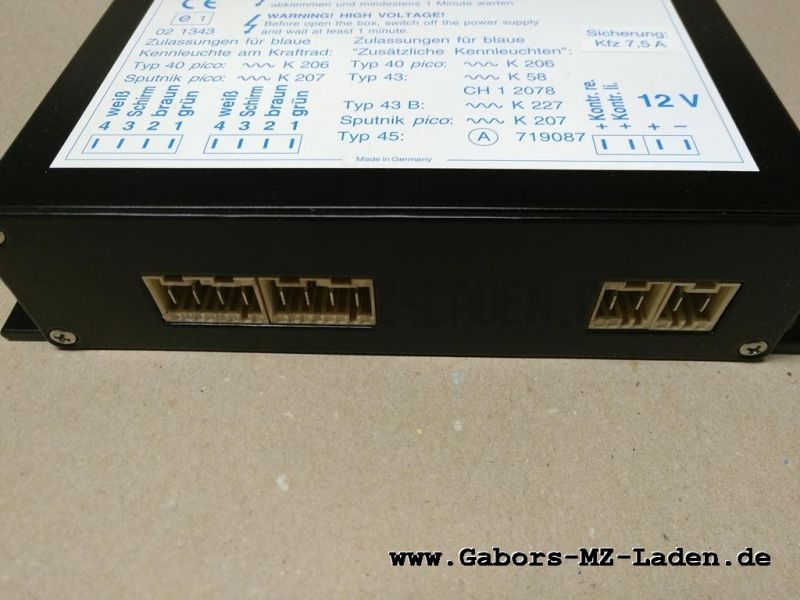 abklemmen und mindestens 1 Minute warten.
CE
e 1
02 1343
WARNING! HIGH VOLTAGE!
Before open the box, switch off the power supply
and wait at least 1 minute.
Zulassungen für blaue
Kennleuchte am Kraftrad:
Typ 40 pico: K 206
Sputnik pico: K 207
Zulassungen für blaue
"Zusätzliche Kennleuchten":
Typ 40 pico: K 206
Typ 43: K 58
CH 1 2078
Typ 43 B: K 227
Sputnik pico: K 207
Typ 45: A 719087
Sicherung:
Kfz 7,5 A
4 weiß
3 Schirm
2 braun
1 grün
4 weiß
3 Schirm
2 braun
1 grün
+ Kontr. re.
+ Kontr. li.
+
–
12 V
Made in Germany
MZ-LADEN.D
www.Gabors-MZ-Laden.de